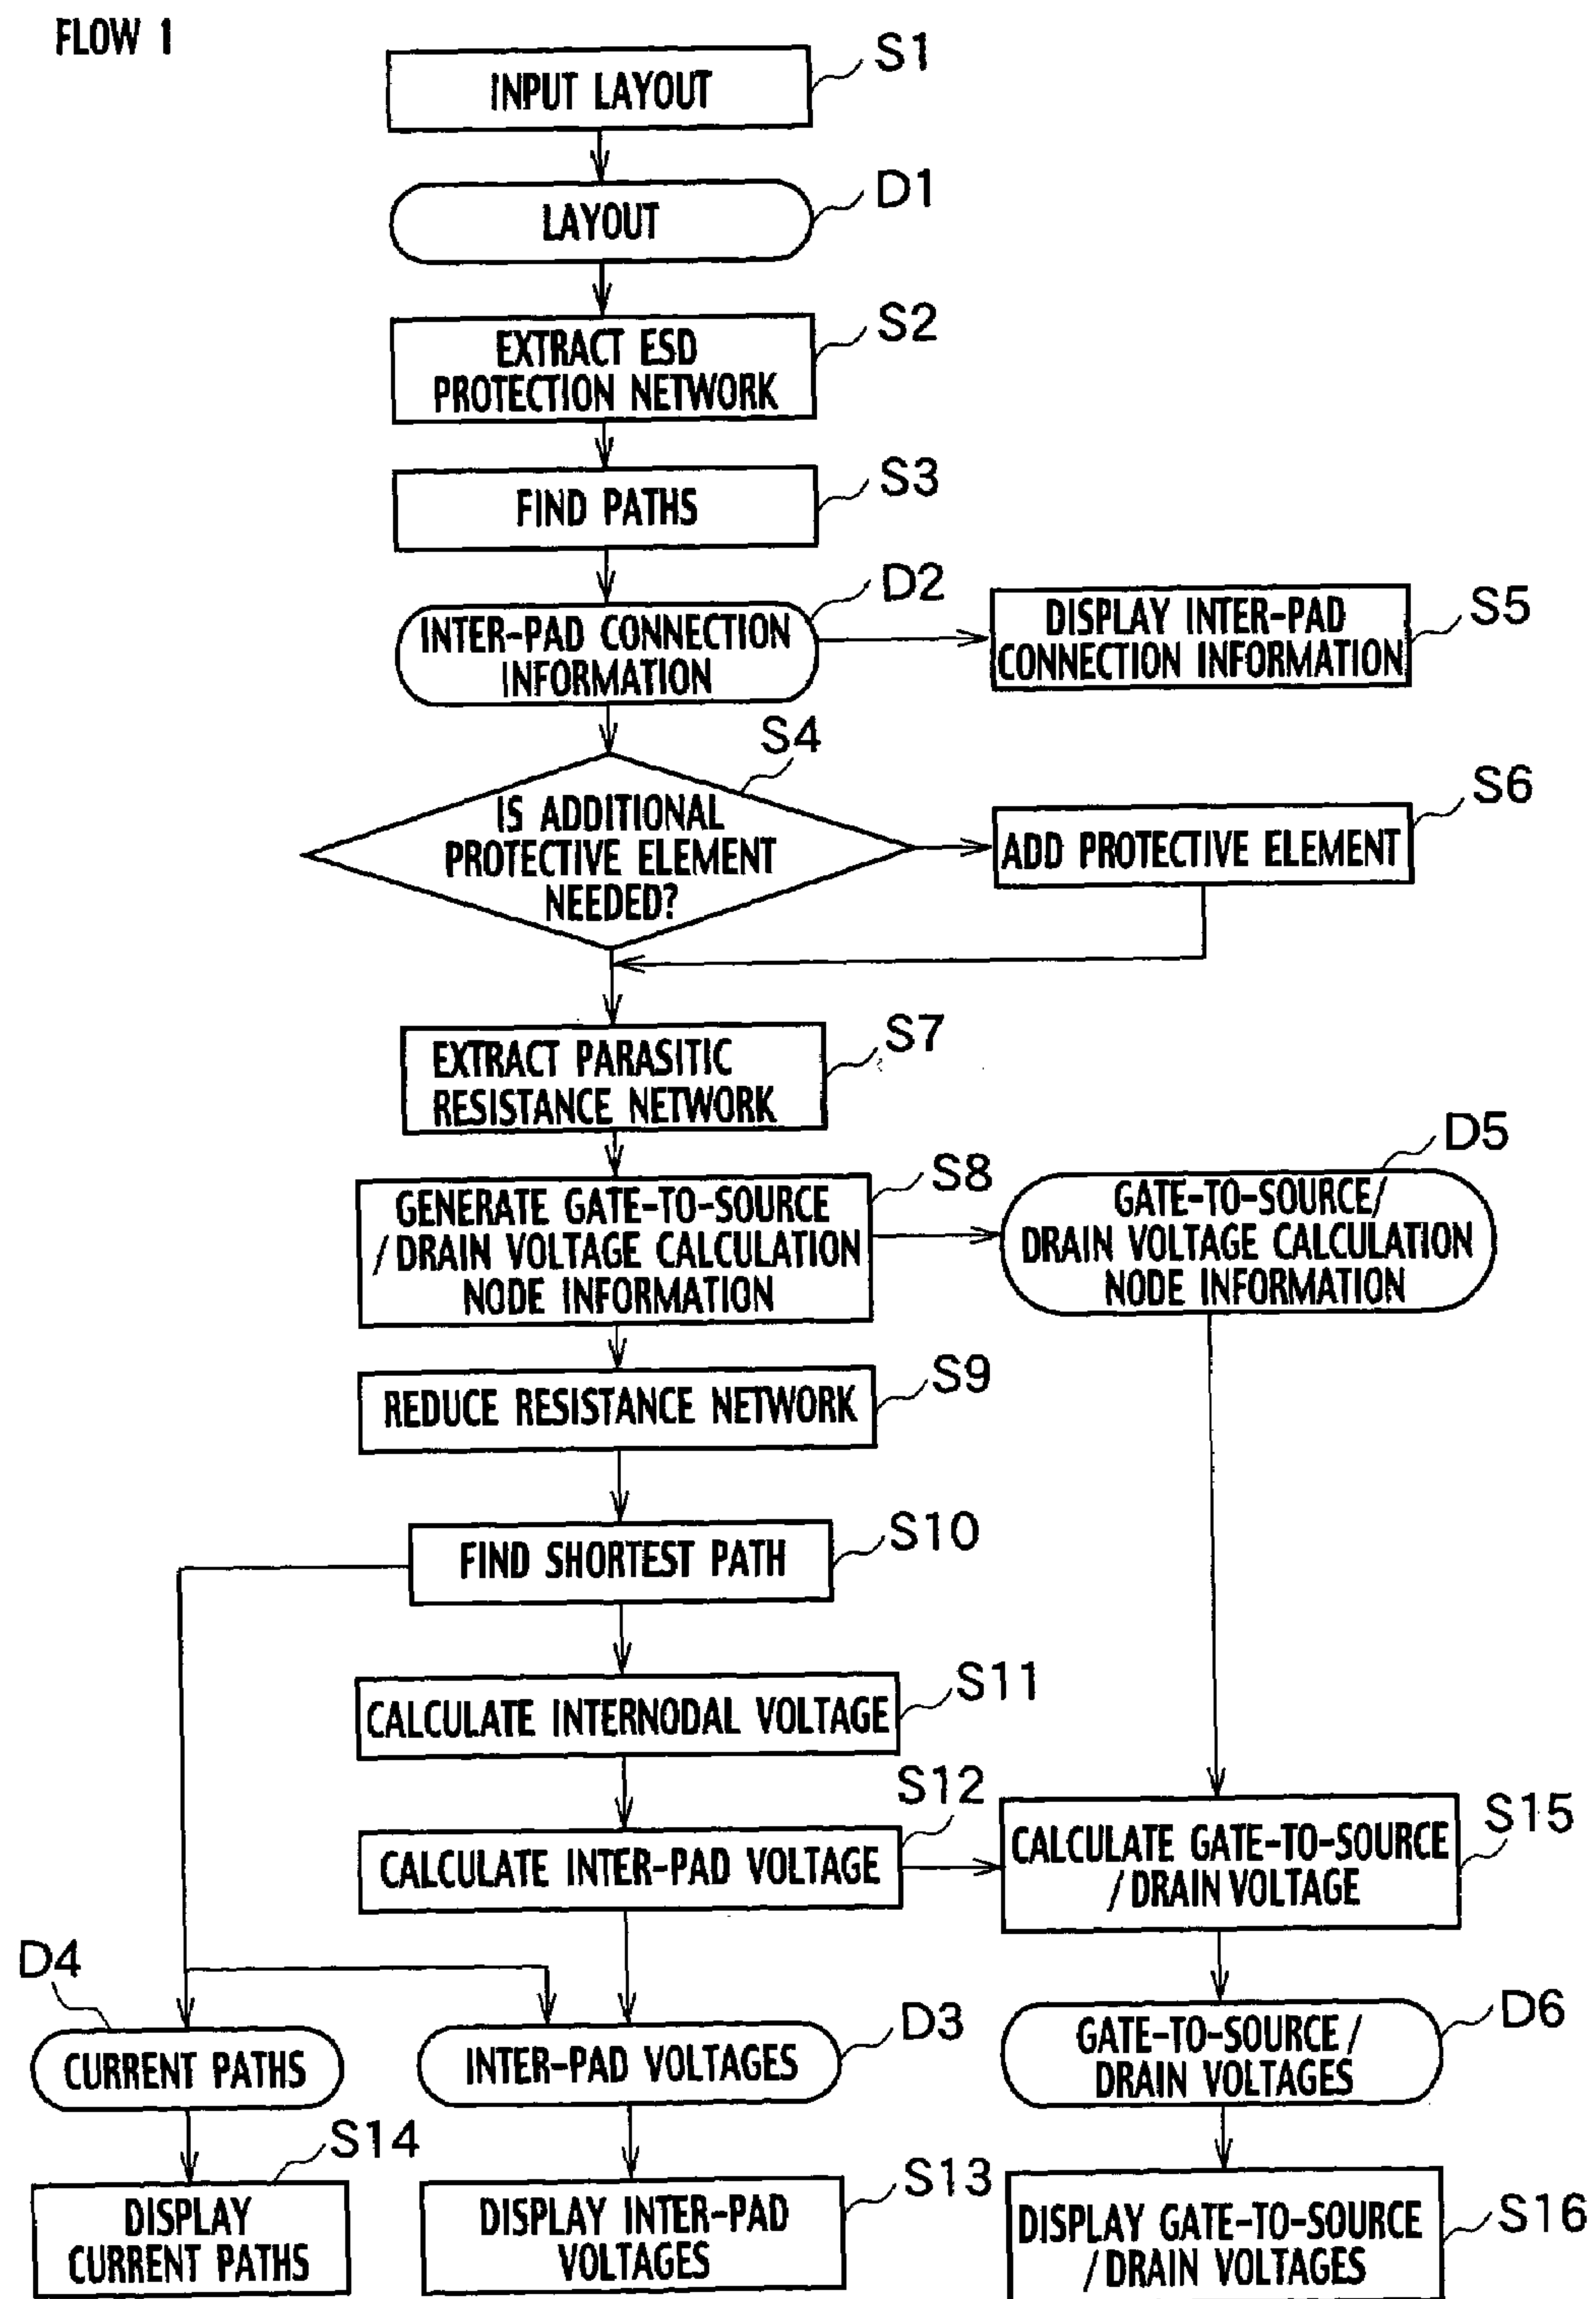 FLOW 1
S1
INPUT LAYOUT
D1
LAYOUT
S2
EXTRACT ESD
PROTECTION NETWORK
S3
FIND PATHS
D2
INTER-PAD CONNECTION
INFORMATION
S5
DISPLAY INTER-PAD
CONNECTION INFORMATION
S4
IS ADDITIONAL
PROTECTIVE ELEMENT
NEEDED?
S6
ADD PROTECTIVE ELEMENT
S7
EXTRACT PARASITIC
RESISTANCE NETWORK
S8
GENERATE GATE-TO-SOURCE
/DRAIN VOLTAGE CALCULATION
NODE INFORMATION
D5
GATE-TO-SOURCE/
DRAIN VOLTAGE CALCULATION
NODE INFORMATION
S9
REDUCE RESISTANCE NETWORK
S10
FIND SHORTEST PATH
S11
CALCULATE INTERNODAL VOLTAGE
S12
CALCULATE INTER-PAD VOLTAGE
S15
CALCULATE GATE-TO-SOURCE
/DRAIN VOLTAGE
D4
CURRENT PATHS
D3
INTER-PAD VOLTAGES
D6
GATE-TO-SOURCE/
DRAIN VOLTAGES
S14
DISPLAY
CURRENT PATHS
S13
DISPLAY INTER-PAD
VOLTAGES
S16
DISPLAY GATE-TO-SOURCE
/DRAIN VOLTAGES